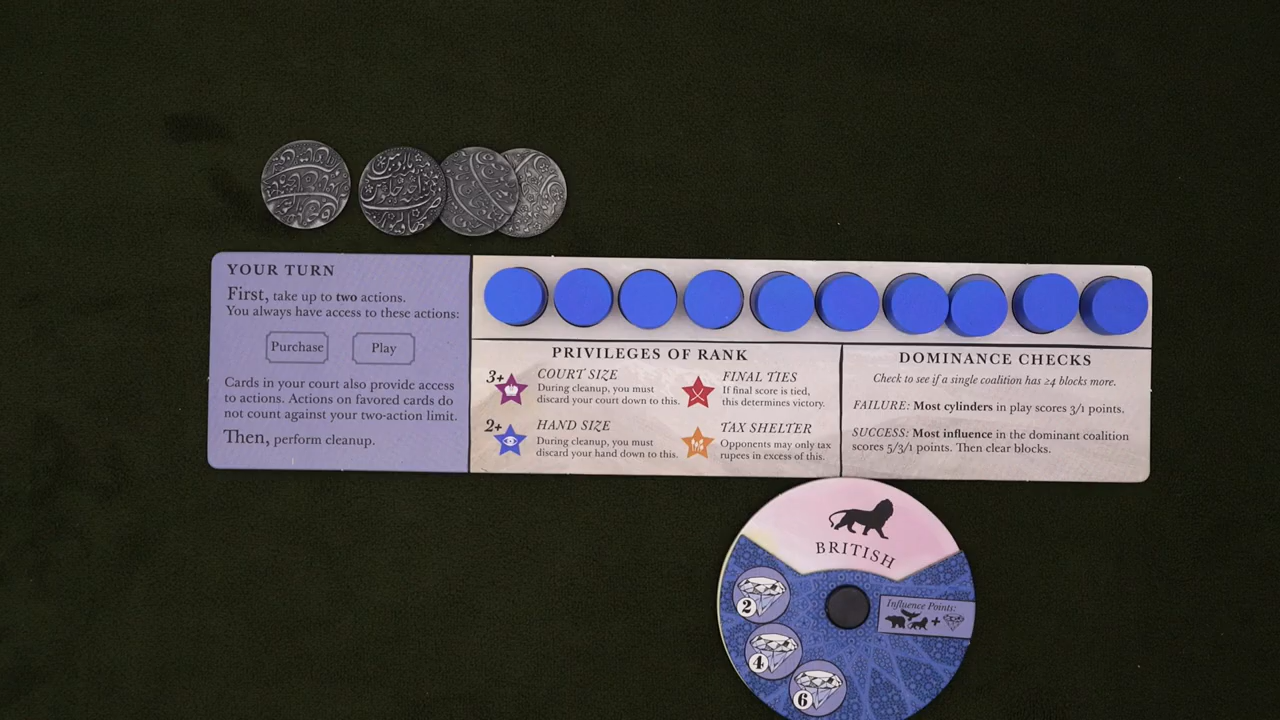 YOUR TURN
First, take up to two actions.
You always have access to these actions:
Purchase
Play
Cards in your court also provide access
to actions. Actions on favored cards do
not count against your two-action limit.
Then, perform cleanup.
PRIVILEGES OF RANK
3+
COURT SIZE
During cleanup, you must
discard your court down to this.
FINAL TIES
If final score is tied,
this determines victory.
2+
HAND SIZE
During cleanup, you must
discard your hand down to this.
TAX SHELTER
Opponents may only tax
rupees in excess of this.
DOMINANCE CHECKS
Check to see if a single coalition has ≥4 blocks more.
FAILURE: Most cylinders in play scores 3/1 points.
SUCCESS: Most influence in the dominant coalition
scores 5/3/1 points. Then clear blocks.
BRITISH
2
4
6
Influence Points:
+